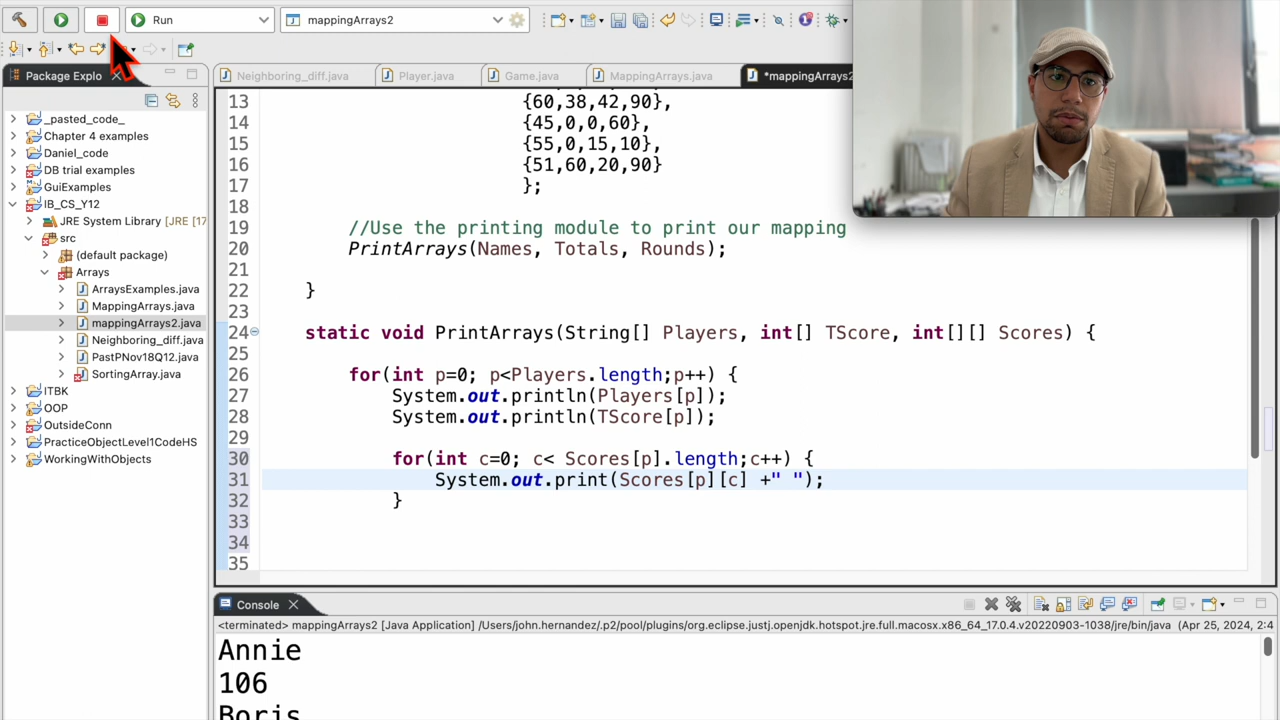 Run
mappingArrays2
Package Explo
Neighboring_diff.java
Player.java
Game.java
MappingArrays.java
*mappingArrays2
_pasted_code_
Chapter 4 examples
Daniel_code
DB trial examples
GuiExamples
IB_CS_Y12
JRE System Library [JRE [17
src
(default package)
Arrays
ArraysExamples.java
MappingArrays.java
mappingArrays2.java
Neighboring_diff.java
PastPNov18Q12.java
SortingArray.java
ITBK
OOP
OutsideConn
PracticeObjectLevel1CodeHS
WorkingWithObjects
13 {60,38,42,90},
14 {45,0,0,60},
15 {55,0,15,10},
16 {51,60,20,90}
17 };
18
19 //Use the printing module to print our mapping
20 PrintArrays(Names, Totals, Rounds);
21
22 }
23
24 static void PrintArrays(String[] Players, int[] TScore, int[][] Scores) {
25
26 for(int p=0; p<Players.length;p++) {
27 System.out.println(Players[p]);
28 System.out.println(TScore[p]);
29
30 for(int c=0; c< Scores[p].length;c++) {
31 System.out.print(Scores[p][c] +" ");
32 }
33
34
35
Console
<terminated> mappingArrays2 [Java Application] /Users/john.hernandez/.p2/pool/plugins/org.eclipse.justj.openjdk.hotspot.jre.full.macosx.x86_64_17.0.4.v20220903-1038/jre/bin/java (Apr 25, 2024, 2:4
Annie
106
Boris